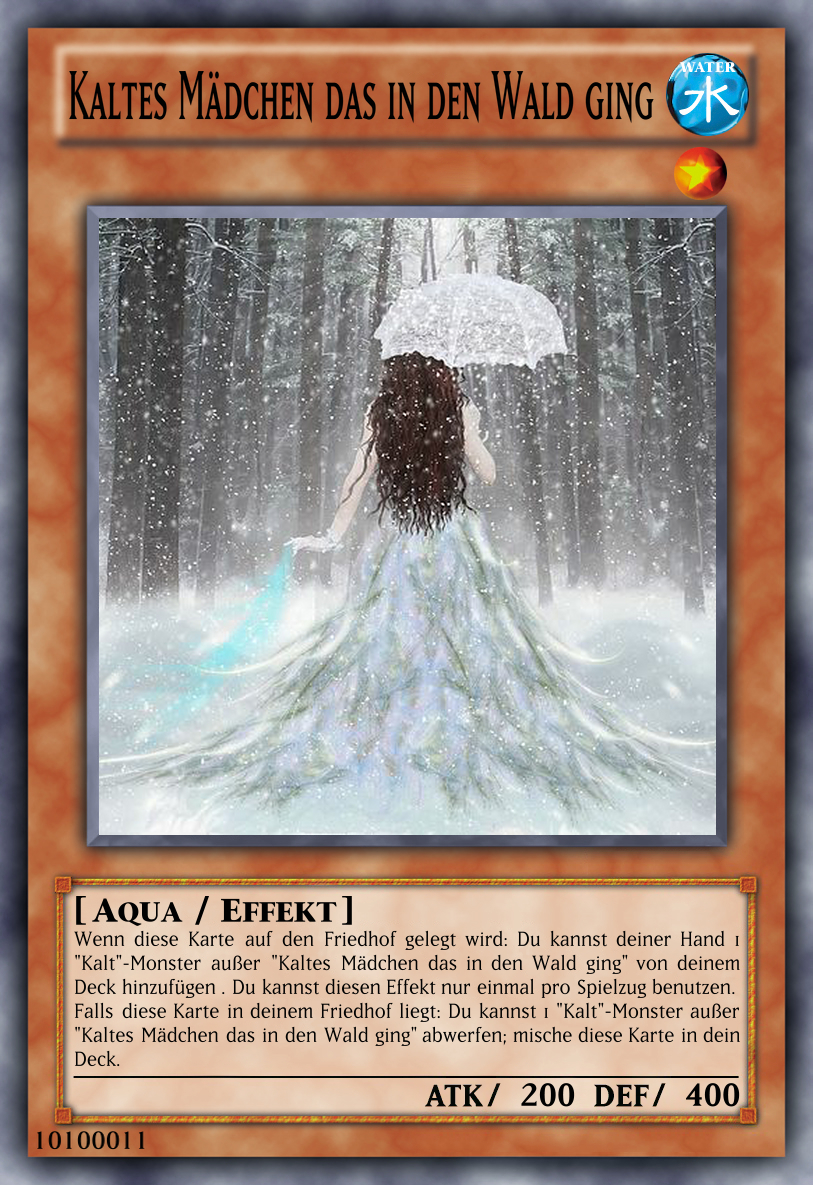 Kaltes Mädchen das in den Wald ging
WATER
水
[ Aqua / Effekt ]
Wenn diese Karte auf den Friedhof gelegt wird: Du kannst deiner Hand 1
"Kalt"-Monster außer "Kaltes Mädchen das in den Wald ging" von deinem
Deck hinzufügen . Du kannst diesen Effekt nur einmal pro Spielzug benutzen.
Falls diese Karte in deinem Friedhof liegt: Du kannst 1 "Kalt"-Monster außer
"Kaltes Mädchen das in den Wald ging" abwerfen; mische diese Karte in dein
Deck.
ATK/ 200 DEF/ 400
10100011